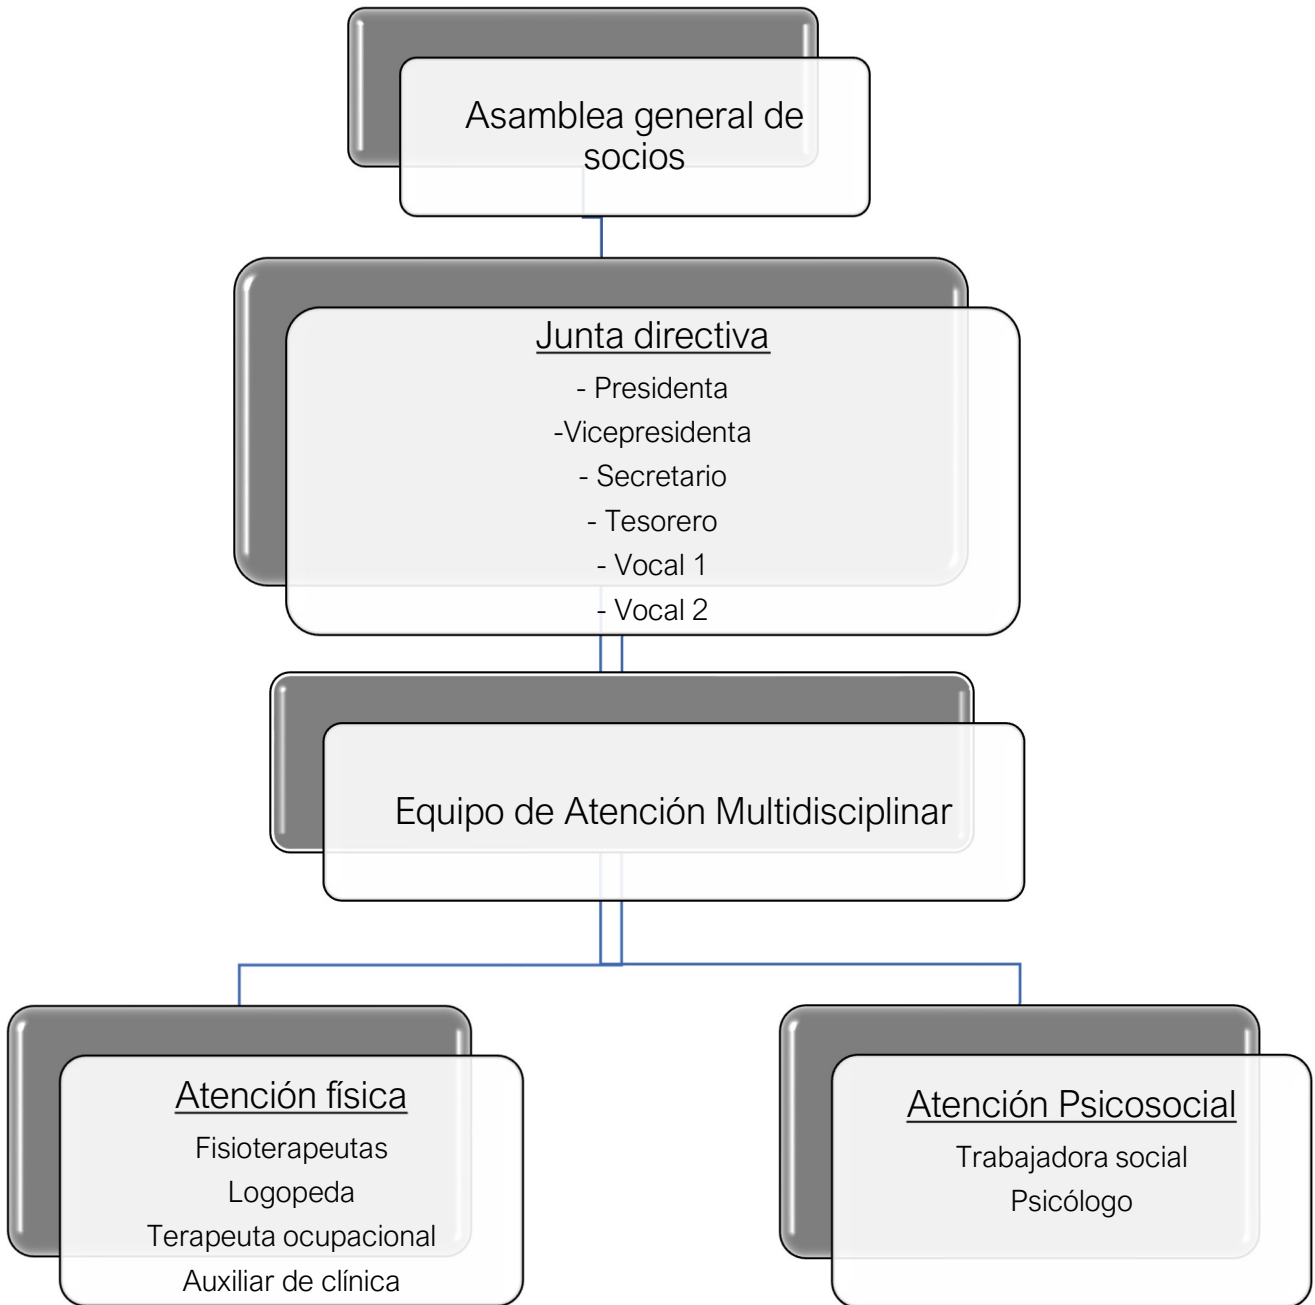 Asamblea general de
socios
Junta directiva
- Presidenta
-Vicepresidenta
- Secretario
- Tesorero
- Vocal 1
- Vocal 2
Equipo de Atención Multidisciplinar
Atención física
Fisioterapeutas
Logopeda
Terapeuta ocupacional
Auxiliar de clínica
Atención Psicosocial
Trabajadora social
Psicólogo